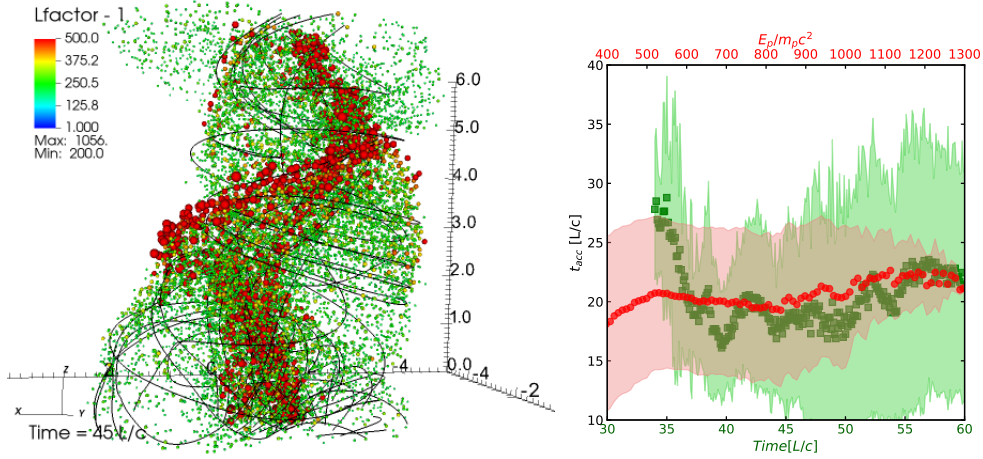 Lfactor - 1
500.0
375.2
250.5
125.8
1.000
Max: 1056.
Min: 200.0
6.0
5.0
4.0
3.0
2.0
1.0
0.0
-4
-4
-2
Z
X
Y
Time = 45 L/c
E_p/m_pc^2
400 500 600 700 800 900 1000 1100 1200 1300
40
35
30
25
20
15
10
t_acc [L/c]
30 35 40 45 50 55 60
Time[L/c]